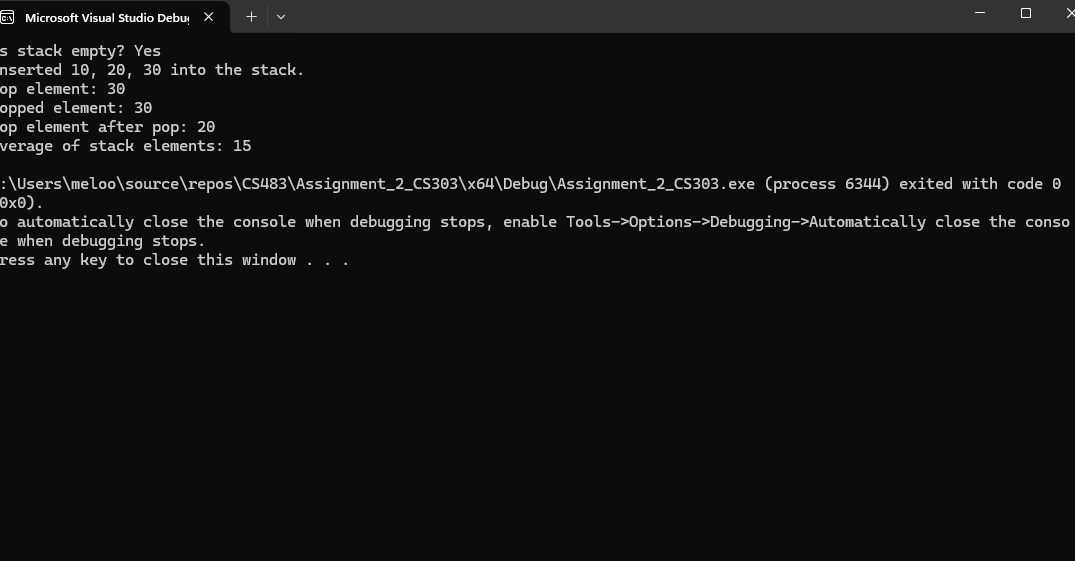 Microsoft Visual Studio Debu
s stack empty? Yes
nserted 10, 20, 30 into the stack.
op element: 30
opped element: 30
op element after pop: 20
verage of stack elements: 15
:\Users\meloo\source\repos\CS483\Assignment_2_CS303\x64\Debug\Assignment_2_CS303.exe (process 6344) exited with code 0
0x0).
o automatically close the console when debugging stops, enable Tools->Options->Debugging->Automatically close the conso
e when debugging stops.
ress any key to close this window . . .